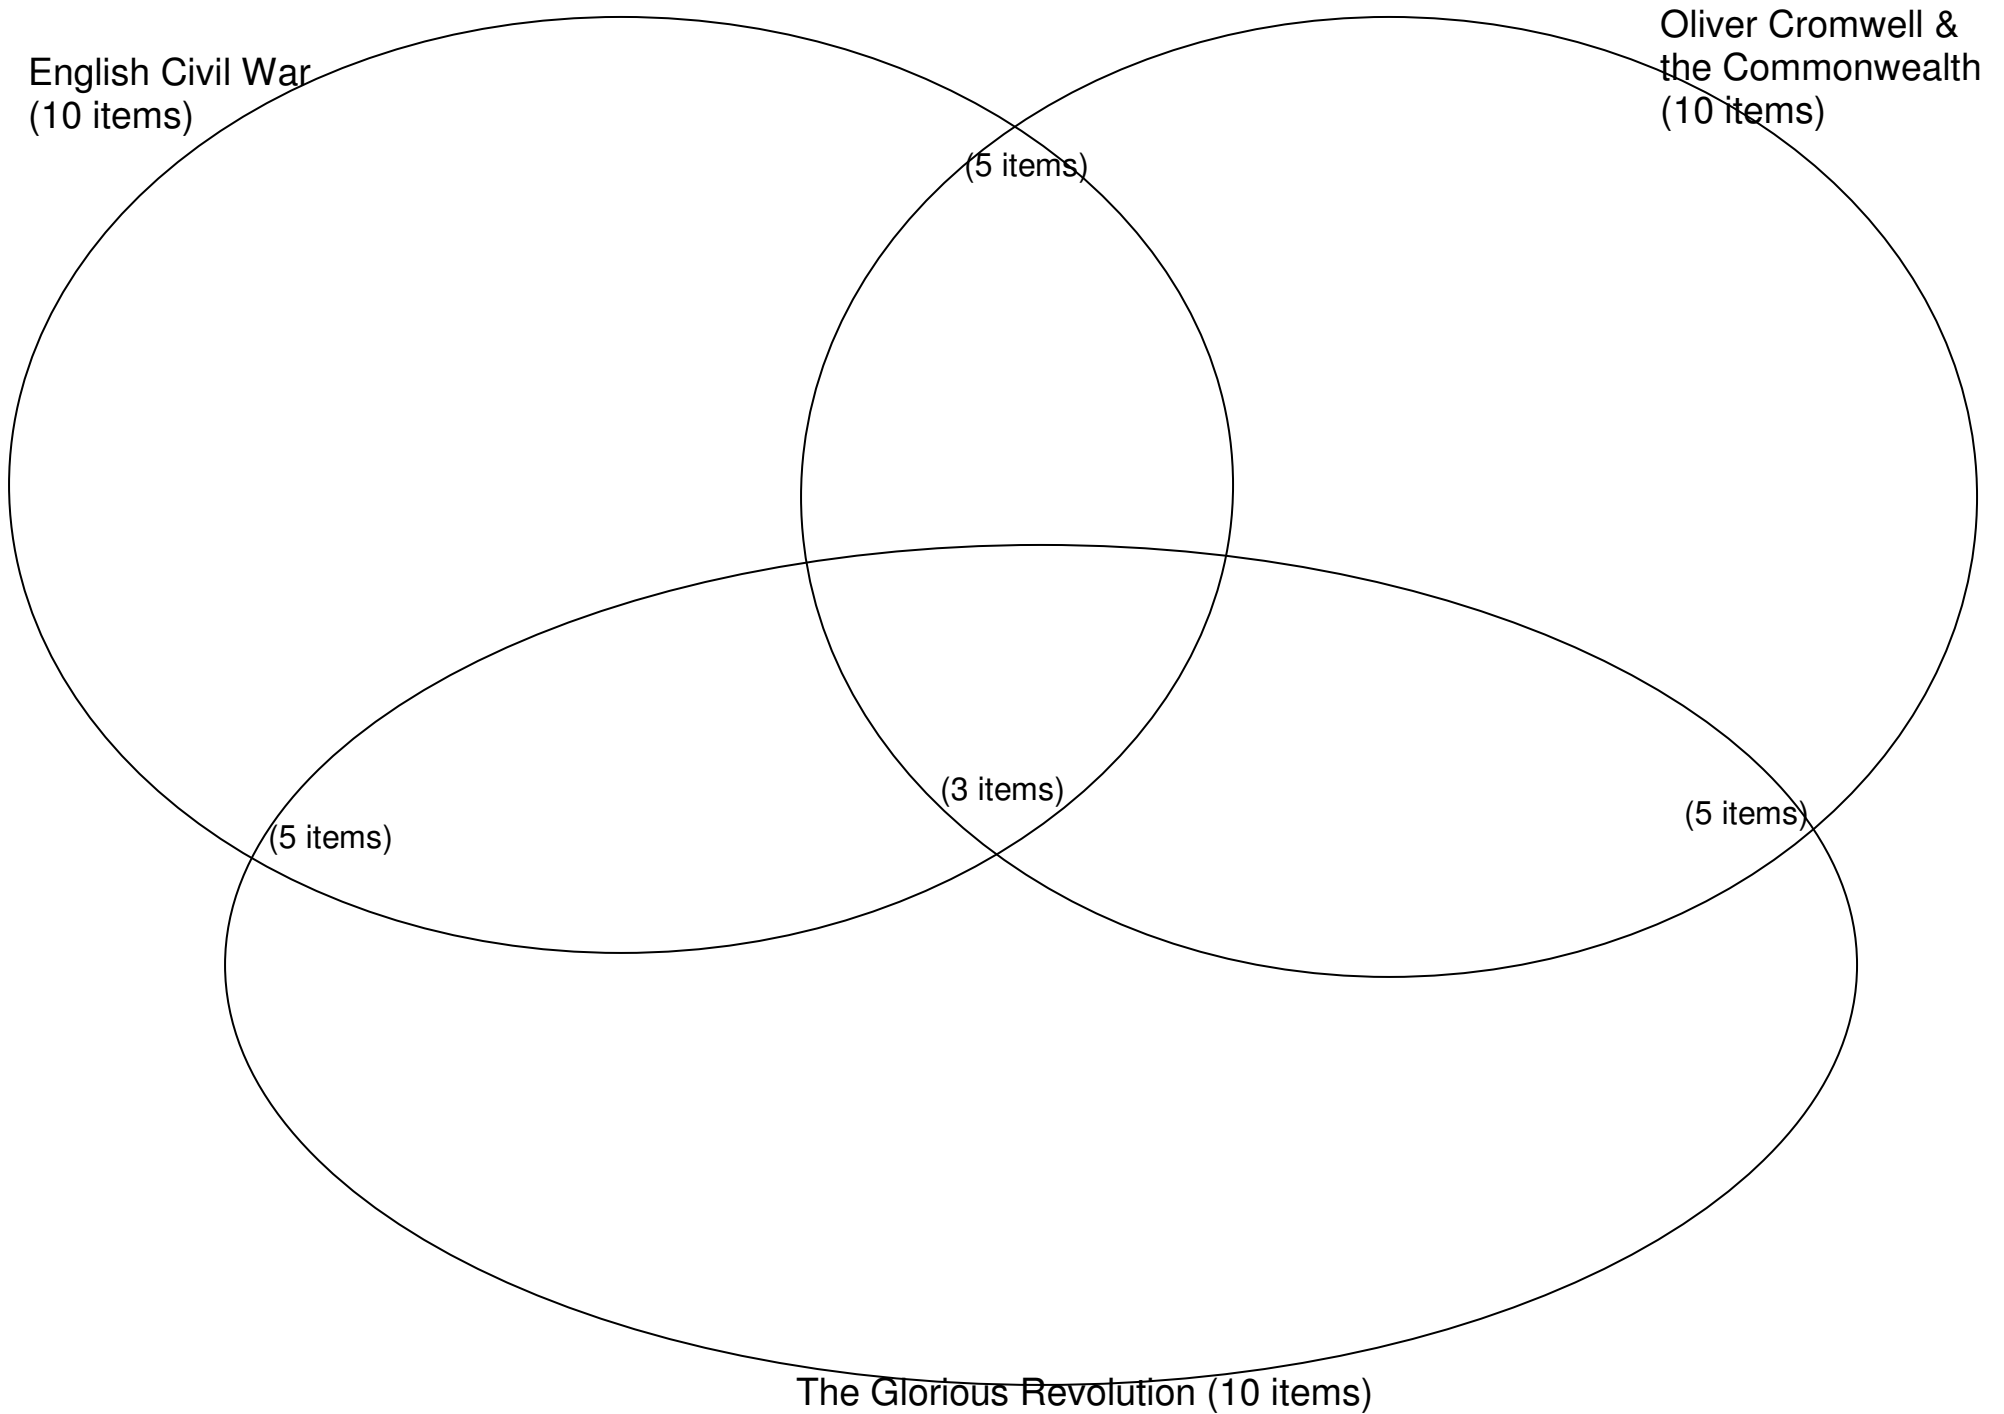 English Civil War
(10 items)
Oliver Cromwell &
the Commonwealth
(10 items)
(5 items)
(3 items)
(5 items)
(5 items)
The Glorious Revolution (10 items)